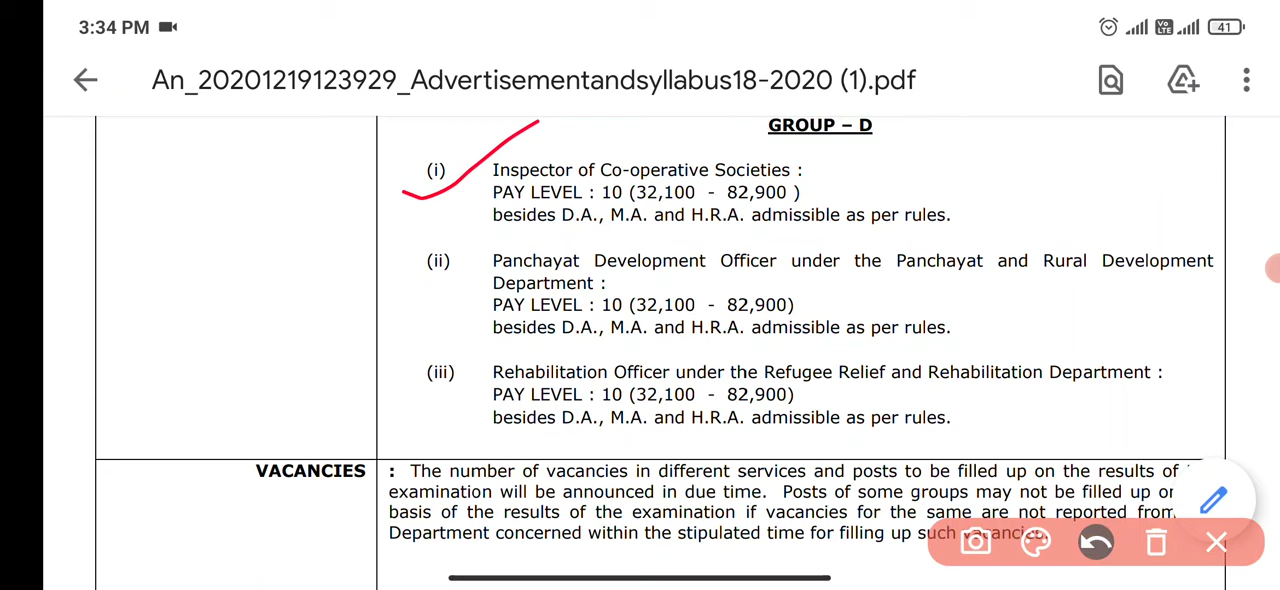 3:34 PM
Vo LTE
41
An_20201219123929_Advertisementandsyllabus18-2020 (1).pdf
GROUP – D
(i) Inspector of Co-operative Societies :
PAY LEVEL : 10 (32,100 - 82,900 )
besides D.A., M.A. and H.R.A. admissible as per rules.
(ii) Panchayat Development Officer under the Panchayat and Rural Development
Department :
PAY LEVEL : 10 (32,100 - 82,900)
besides D.A., M.A. and H.R.A. admissible as per rules.
(iii) Rehabilitation Officer under the Refugee Relief and Rehabilitation Department :
PAY LEVEL : 10 (32,100 - 82,900)
besides D.A., M.A. and H.R.A. admissible as per rules.
VACANCIES : The number of vacancies in different services and posts to be filled up on the results of
examination will be announced in due time. Posts of some groups may not be filled up
basis of the results of the examination if vacancies for the same are not reported from
Department concerned within the stipulated time for filling up such vacancies.